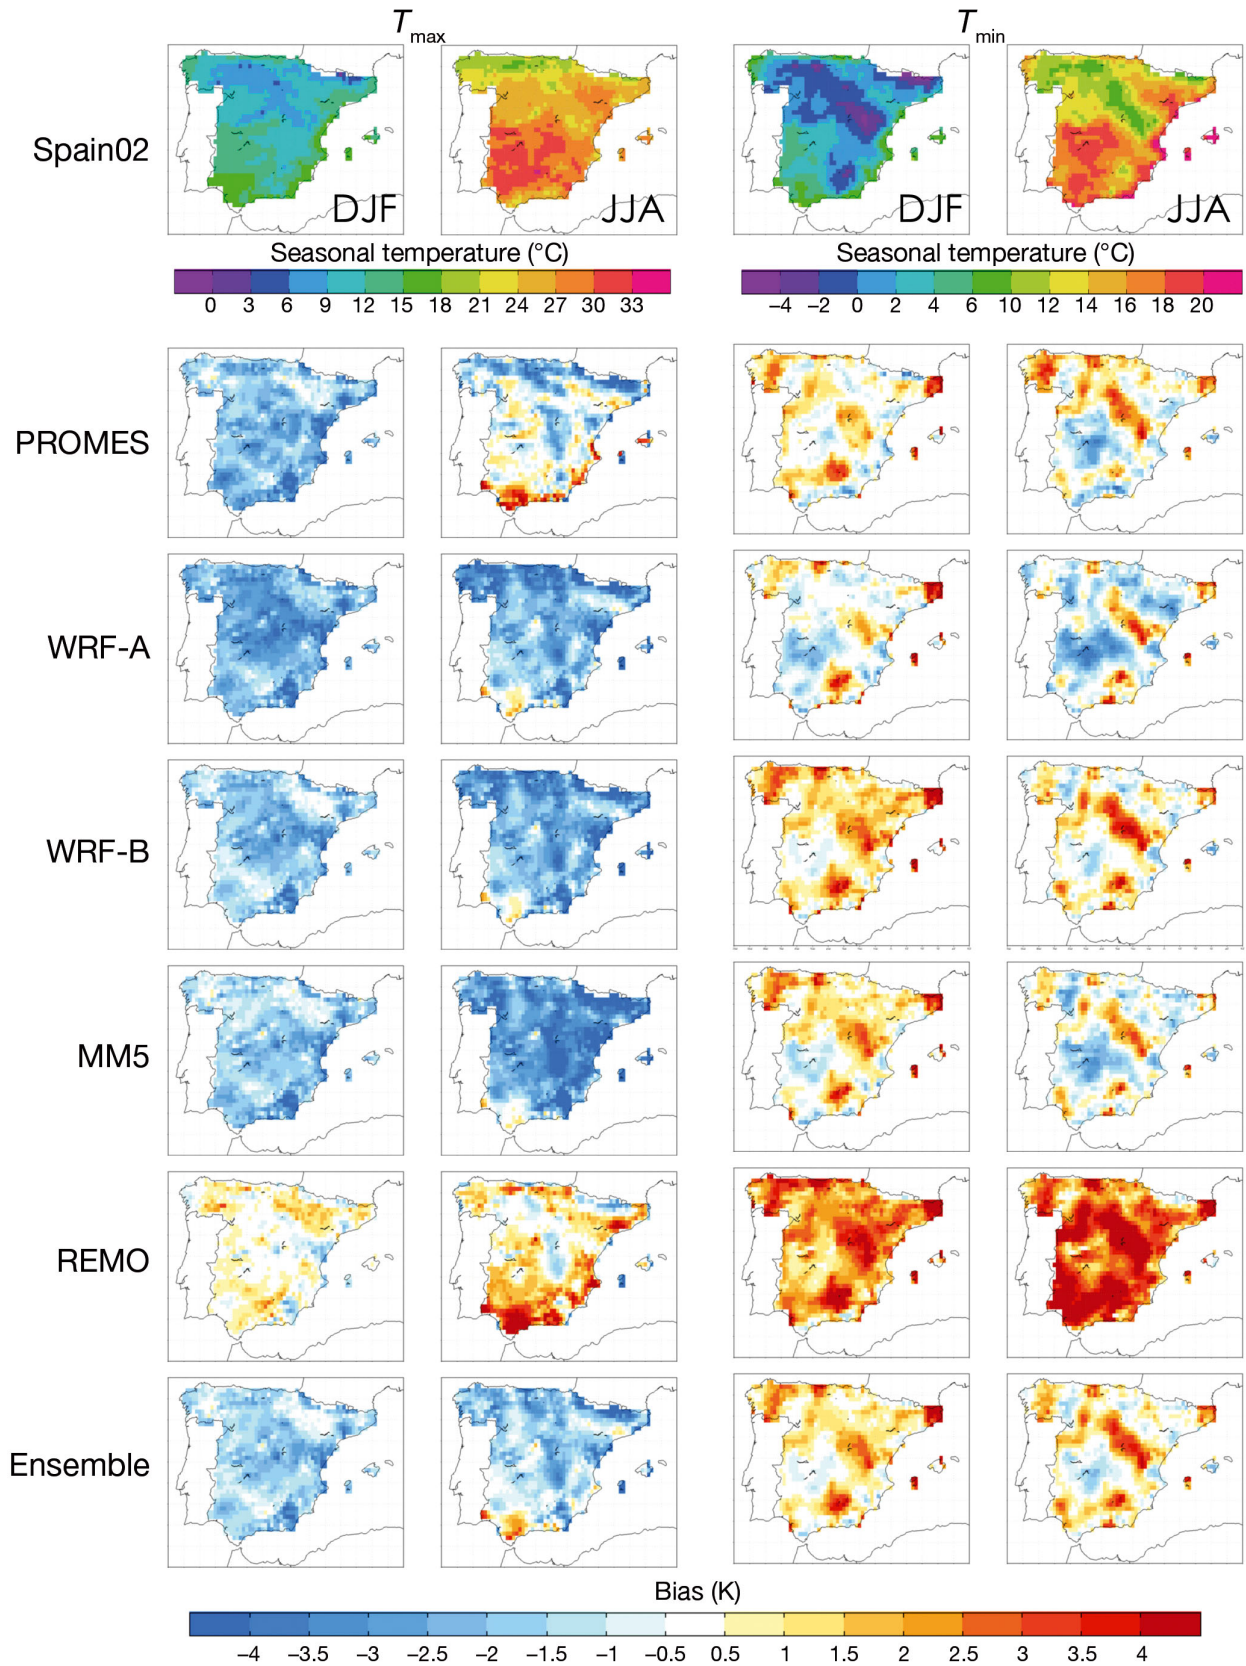 Tmax
Tmin
Spain02
DJF
JJA
DJF
JJA
Seasonal temperature (°C)
Seasonal temperature (°C)
0 3 6 9 12 15 18 21 24 27 30 33
−4 −2 0 2 4 6 10 12 14 16 18 20
PROMES
WRF-A
WRF-B
MM5
REMO
Ensemble
Bias (K)
−4 −3.5 −3 −2.5 −2 −1.5 −1 −0.5 0.5 1 1.5 2 2.5 3 3.5 4